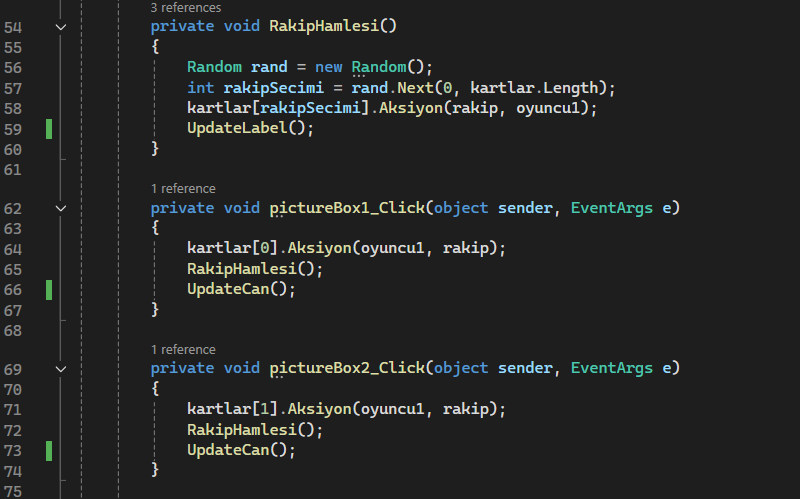 3 references
54 private void RakipHamlesi()
55 {
56 Random rand = new Random();
57 int rakipSecimi = rand.Next(0, kartlar.Length);
58 kartlar[rakipSecimi].Aksiyon(rakip, oyuncu1);
59 UpdateLabel();
60 }
61
1 reference
62 private void pictureBox1_Click(object sender, EventArgs e)
63 {
64 kartlar[0].Aksiyon(oyuncu1, rakip);
65 RakipHamlesi();
66 UpdateCan();
67 }
68
1 reference
69 private void pictureBox2_Click(object sender, EventArgs e)
70 {
71 kartlar[1].Aksiyon(oyuncu1, rakip);
72 RakipHamlesi();
73 UpdateCan();
74 }
75